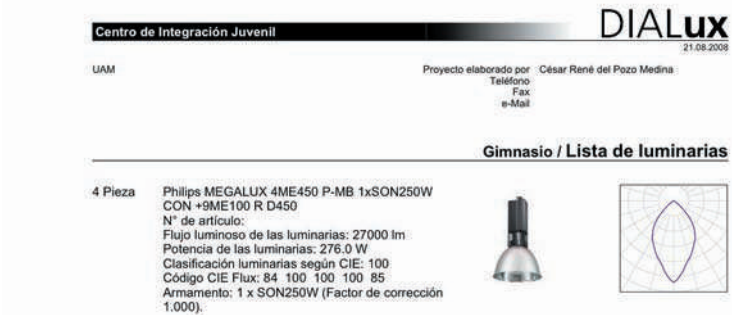 DIALux
Centro de Integración Juvenil
21.08.2008
UAM
Proyecto elaborado por César René del Pozo Medina
Teléfono
Fax
e-Mail
Gimnasio / Lista de luminarias
4 Pieza Philips MEGALUX 4ME450 P-MB 1xSON250W
CON +9ME100 R D450
N° de artículo:
Flujo luminoso de las luminarias: 27000 lm
Potencia de las luminarias: 276.0 W
Clasificación luminarias según CIE: 100
Código CIE Flux: 84 100 100 100 85
Armamento: 1 x SON250W (Factor de corrección
1.000).